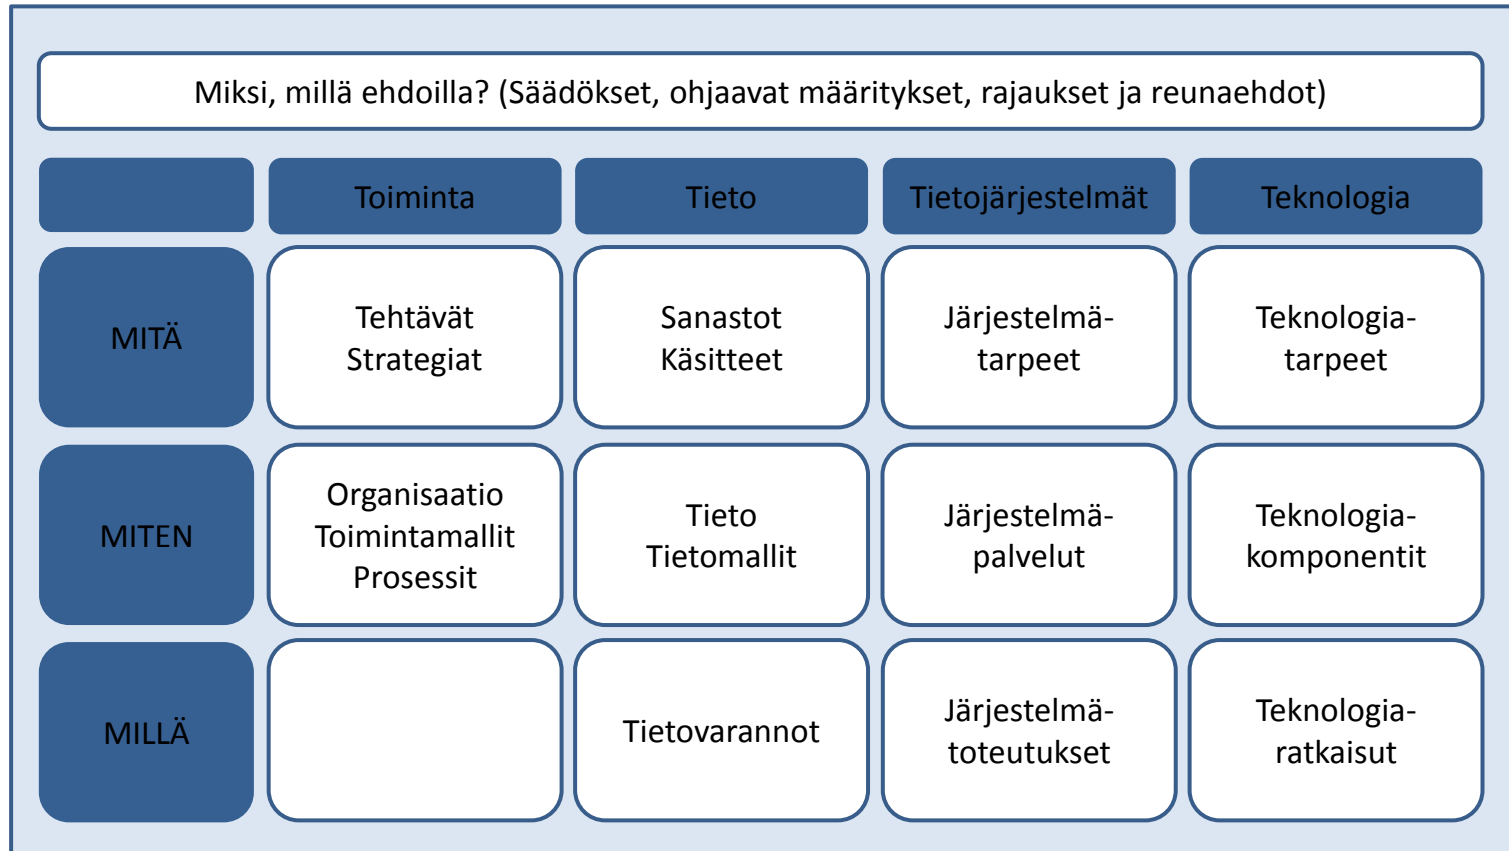 Miksi, millä ehdoilla? (Säädökset, ohjaavat määritykset, rajaukset ja reunaehdot)
Toiminta
Tieto
Tietojärjestelmät
Teknologia
MITÄ
Tehtävät
Strategiat
Sanastot
Käsitteet
Järjestelmä-
tarpeet
Teknologia-
tarpeet
MITEN
Organisaatio
Toimintamallit
Prosessit
Tieto
Tietomallit
Järjestelmä-
palvelut
Teknologia-
komponentit
MILLÄ
Tietovarannot
Järjestelmä-
toteutukset
Teknologia-
ratkaisut